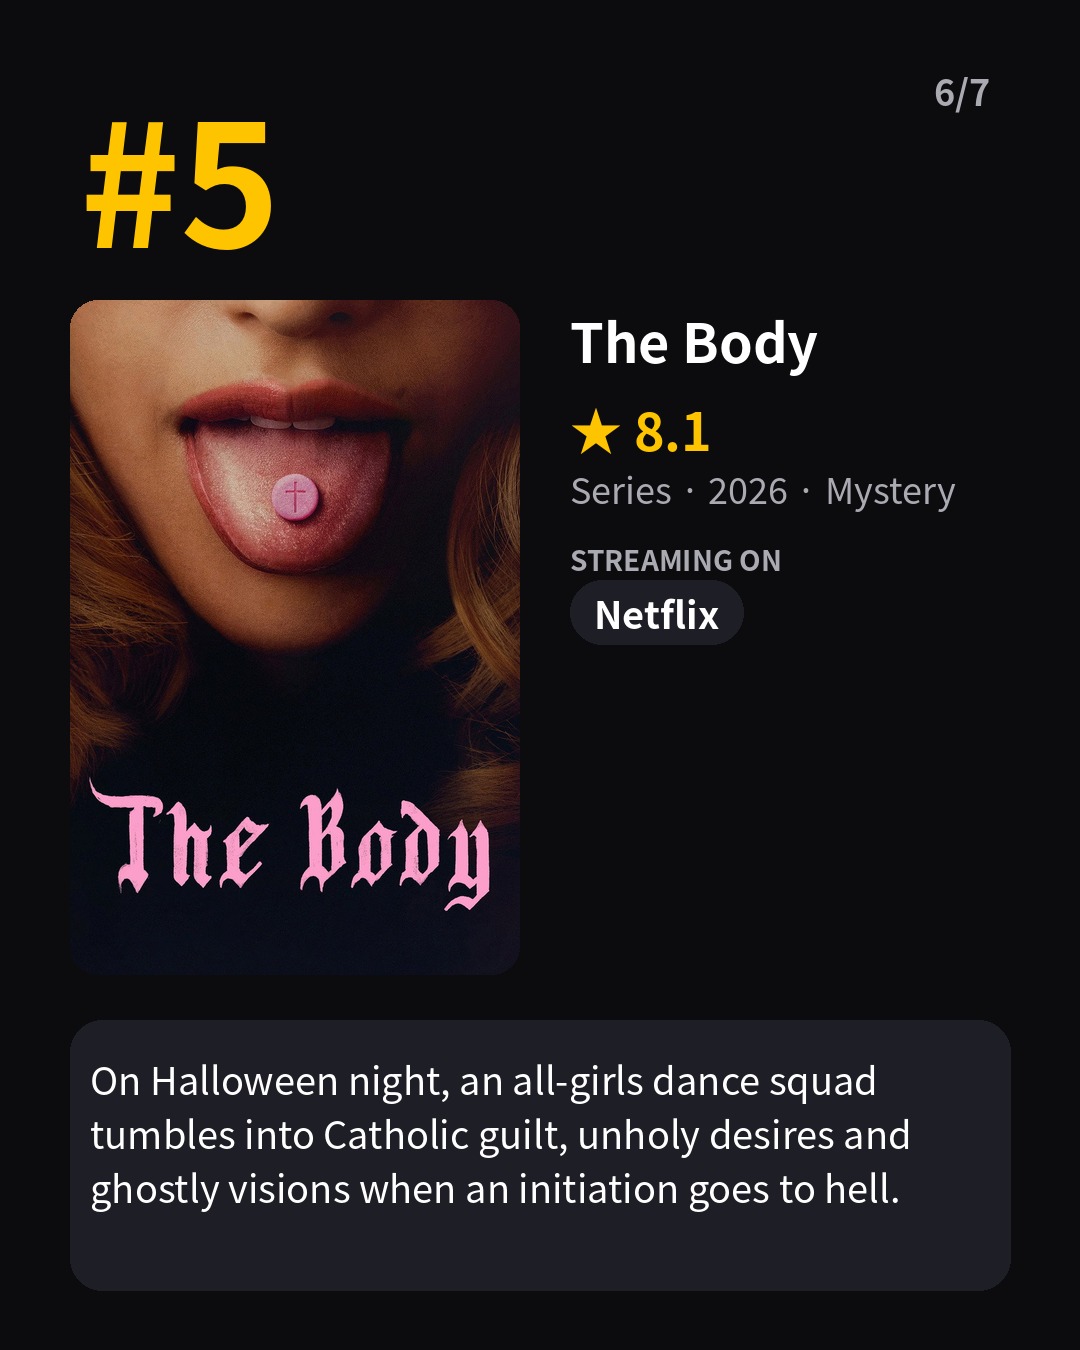 6/7
#5
The Body
★ 8.1
Series · 2026 · Mystery
STREAMING ON
Netflix
The Body
On Halloween night, an all-girls dance squad
tumbles into Catholic guilt, unholy desires and
ghostly visions when an initiation goes to hell.